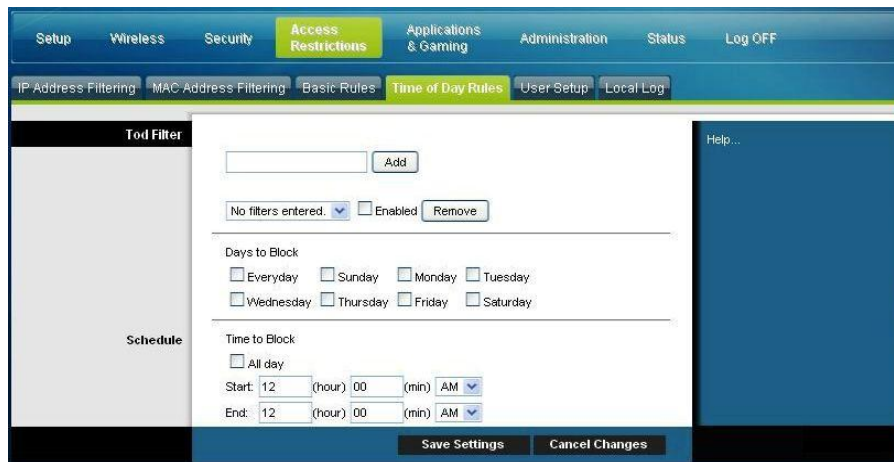 Setup Wireless Security Access Restrictions Applications & Gaming Administration Status Log OFF
IP Address Filtering MAC Address Filtering Basic Rules Time of Day Rules User Setup Local Log
Tod Filter
Help...
Add
No filters entered. Enabled Remove
Days to Block
Everyday Sunday Monday Tuesday
Wednesday Thursday Friday Saturday
Schedule
Time to Block
All day
Start: 12 (hour) 00 (min) AM
End: 12 (hour) 00 (min) AM
Save Settings Cancel Changes